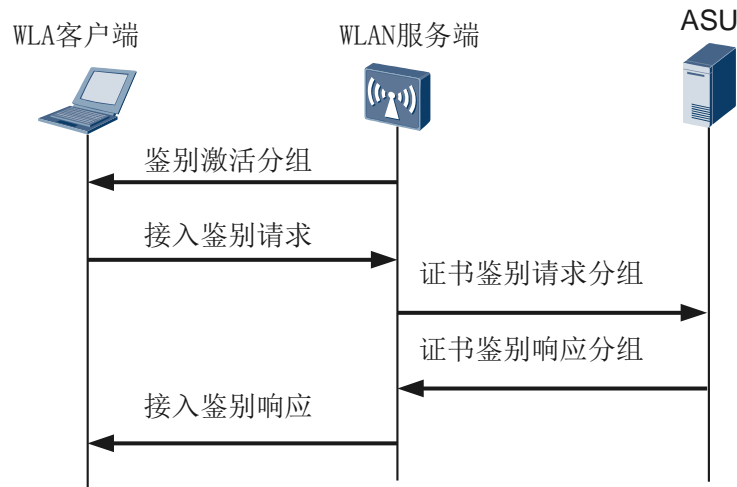 WLA客户端
WLAN服务端
ASU
鉴别激活分组
接入鉴别请求
证书鉴别请求分组
证书鉴别响应分组
接入鉴别响应